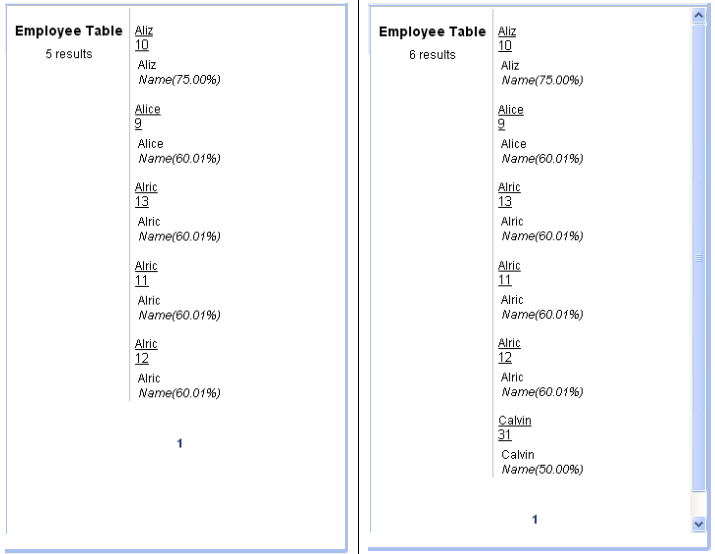 Employee Table
5 results
Aliz
10
Aliz
Name(75.00%)
Alice
9
Alice
Name(60.01%)
Alric
13
Alric
Name(60.01%)
Alric
11
Alric
Name(60.01%)
Alric
12
Alric
Name(60.01%)
1
Employee Table
6 results
Aliz
10
Aliz
Name(75.00%)
Alice
9
Alice
Name(60.01%)
Alric
13
Alric
Name(60.01%)
Alric
11
Alric
Name(60.01%)
Alric
12
Alric
Name(60.01%)
Calvin
31
Calvin
Name(50.00%)
1